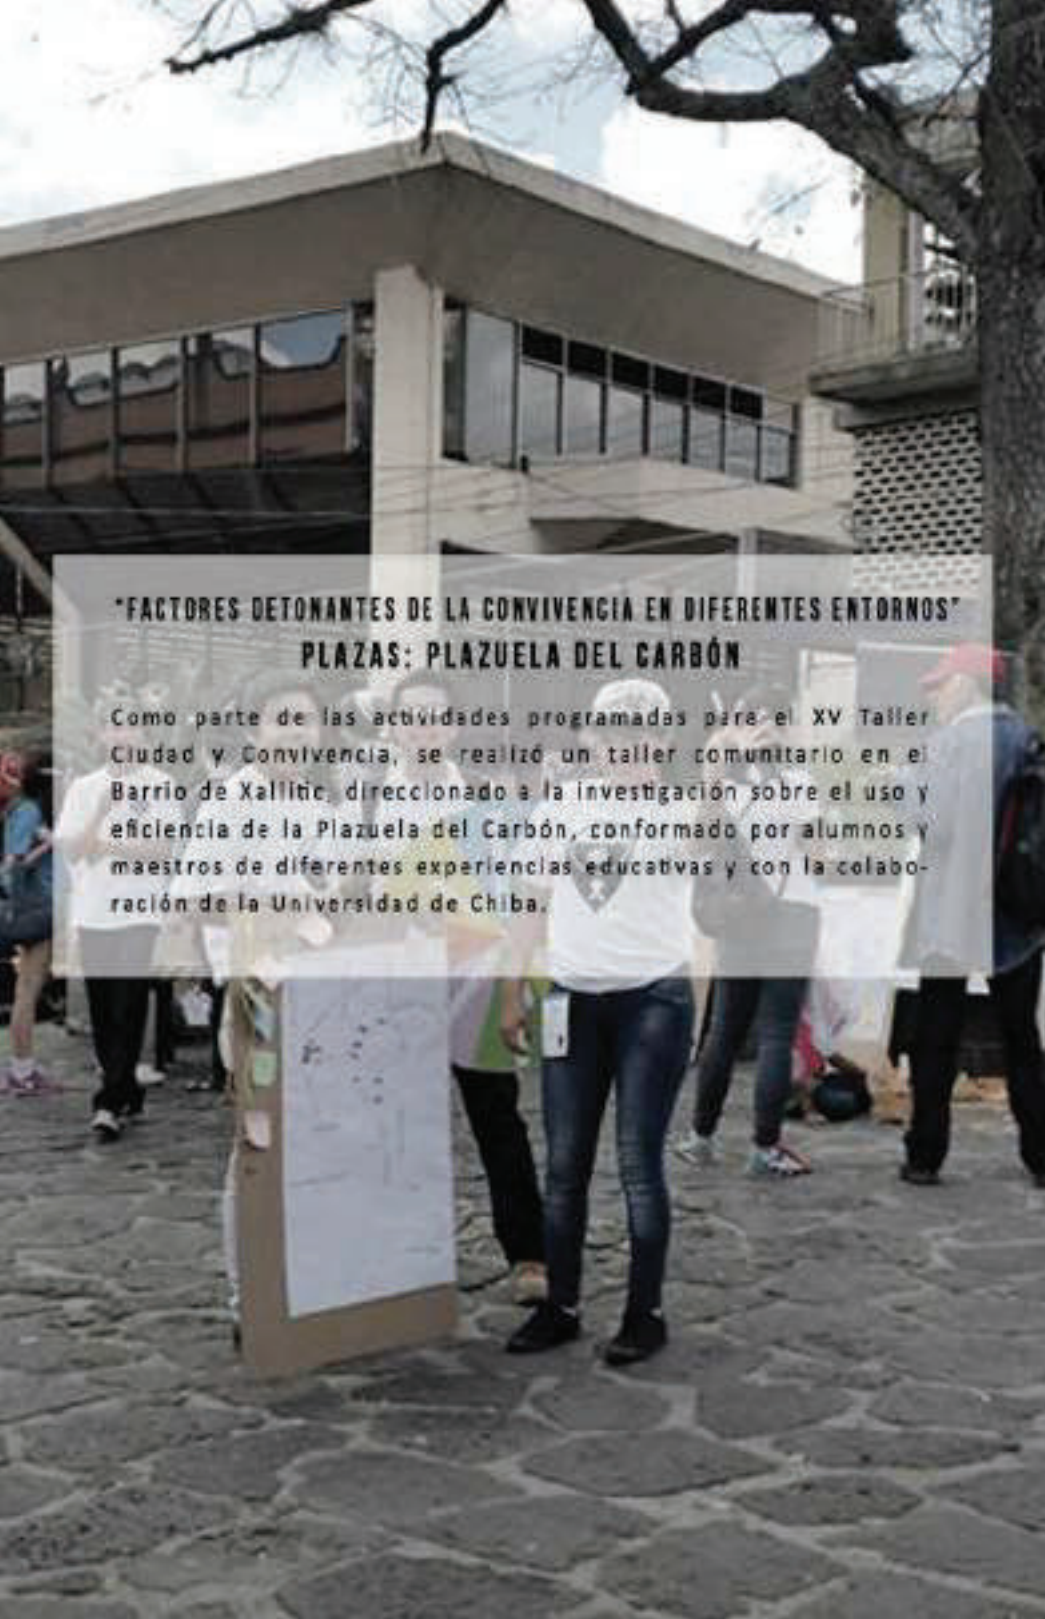 "FACTORES DETONANTES DE LA CONVIVENCIA EN DIFERENTES ENTORNOS"
PLAZAS: PLAZUELA DEL CARBÓN
Como parte de las actividades programadas para el XV Taller
Ciudad y Convivencia, se realizó un taller comunitario en el
Barrio de Xallitic, direccionado a la investigación sobre el uso y
eficiencia de la Plazuela del Carbón, conformado por alumnos y
maestros de diferentes experiencias educativas y con la colabo-
ración de la Universidad de Chiba.